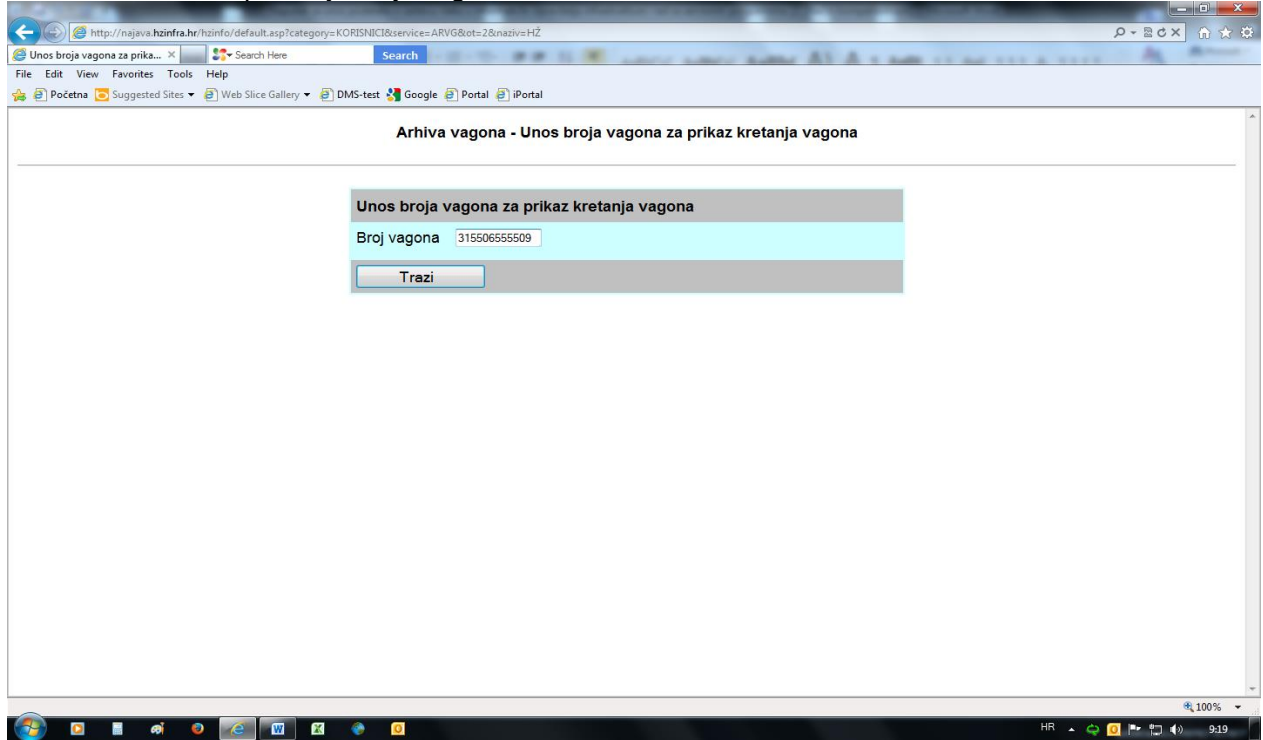 http://najava.hzinfra.hr/hzinfo/default.asp?category=KORISNICI&service=ARVG&ot=2&naziv=HŽ
Unos broja vagona za prika... × Search Here Search
File Edit View Favorites Tools Help
Početna Suggested Sites Web Slice Gallery DMS-test Google Portal iPortal
Arhiva vagona - Unos broja vagona za prikaz kretanja vagona
Unos broja vagona za prikaz kretanja vagona
Broj vagona 315506555509
Trazi
100%
HR 9:19